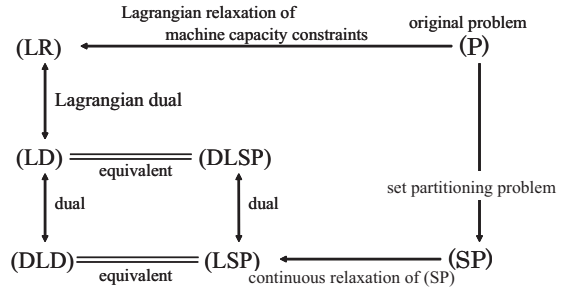 Lagrangian relaxation of
machine capacity constraints
original problem
(LR)
(P)
Lagrangian dual
(LD)
(DLSP)
equivalent
set partitioning problem
dual
dual
(DLD)
(LSP)
(SP)
equivalent
continuous relaxation of (SP)